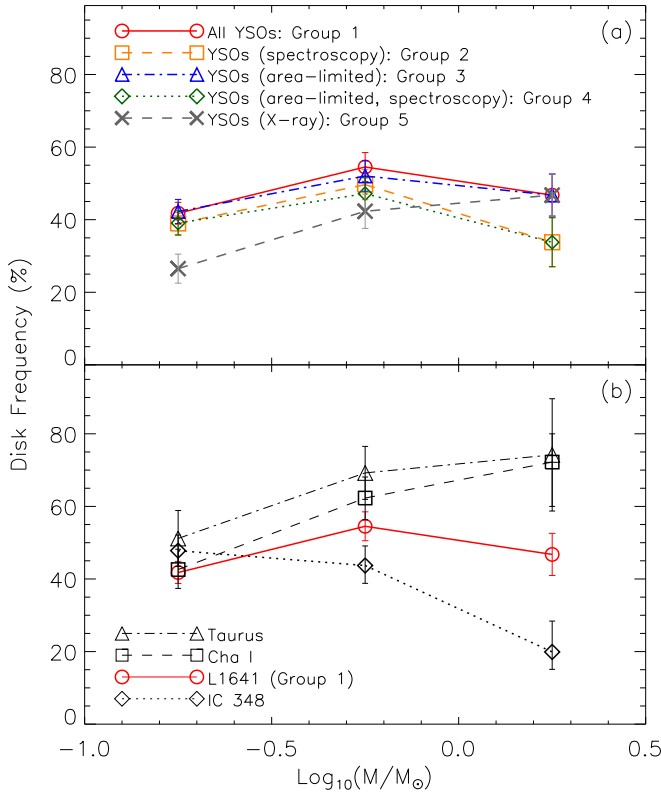 (a)
All YSOs: Group 1
YSOs (spectroscopy): Group 2
YSOs (area-limited): Group 3
YSOs (area-limited, spectroscopy): Group 4
YSOs (X-ray): Group 5
80
60
40
20
0
Disk Frequency (%)
(b)
80
60
40
20
0
Taurus
Cha I
L1641 (Group 1)
IC 348
-1.0 -0.5 0.0 0.5
Log₁₀(M/M☉)